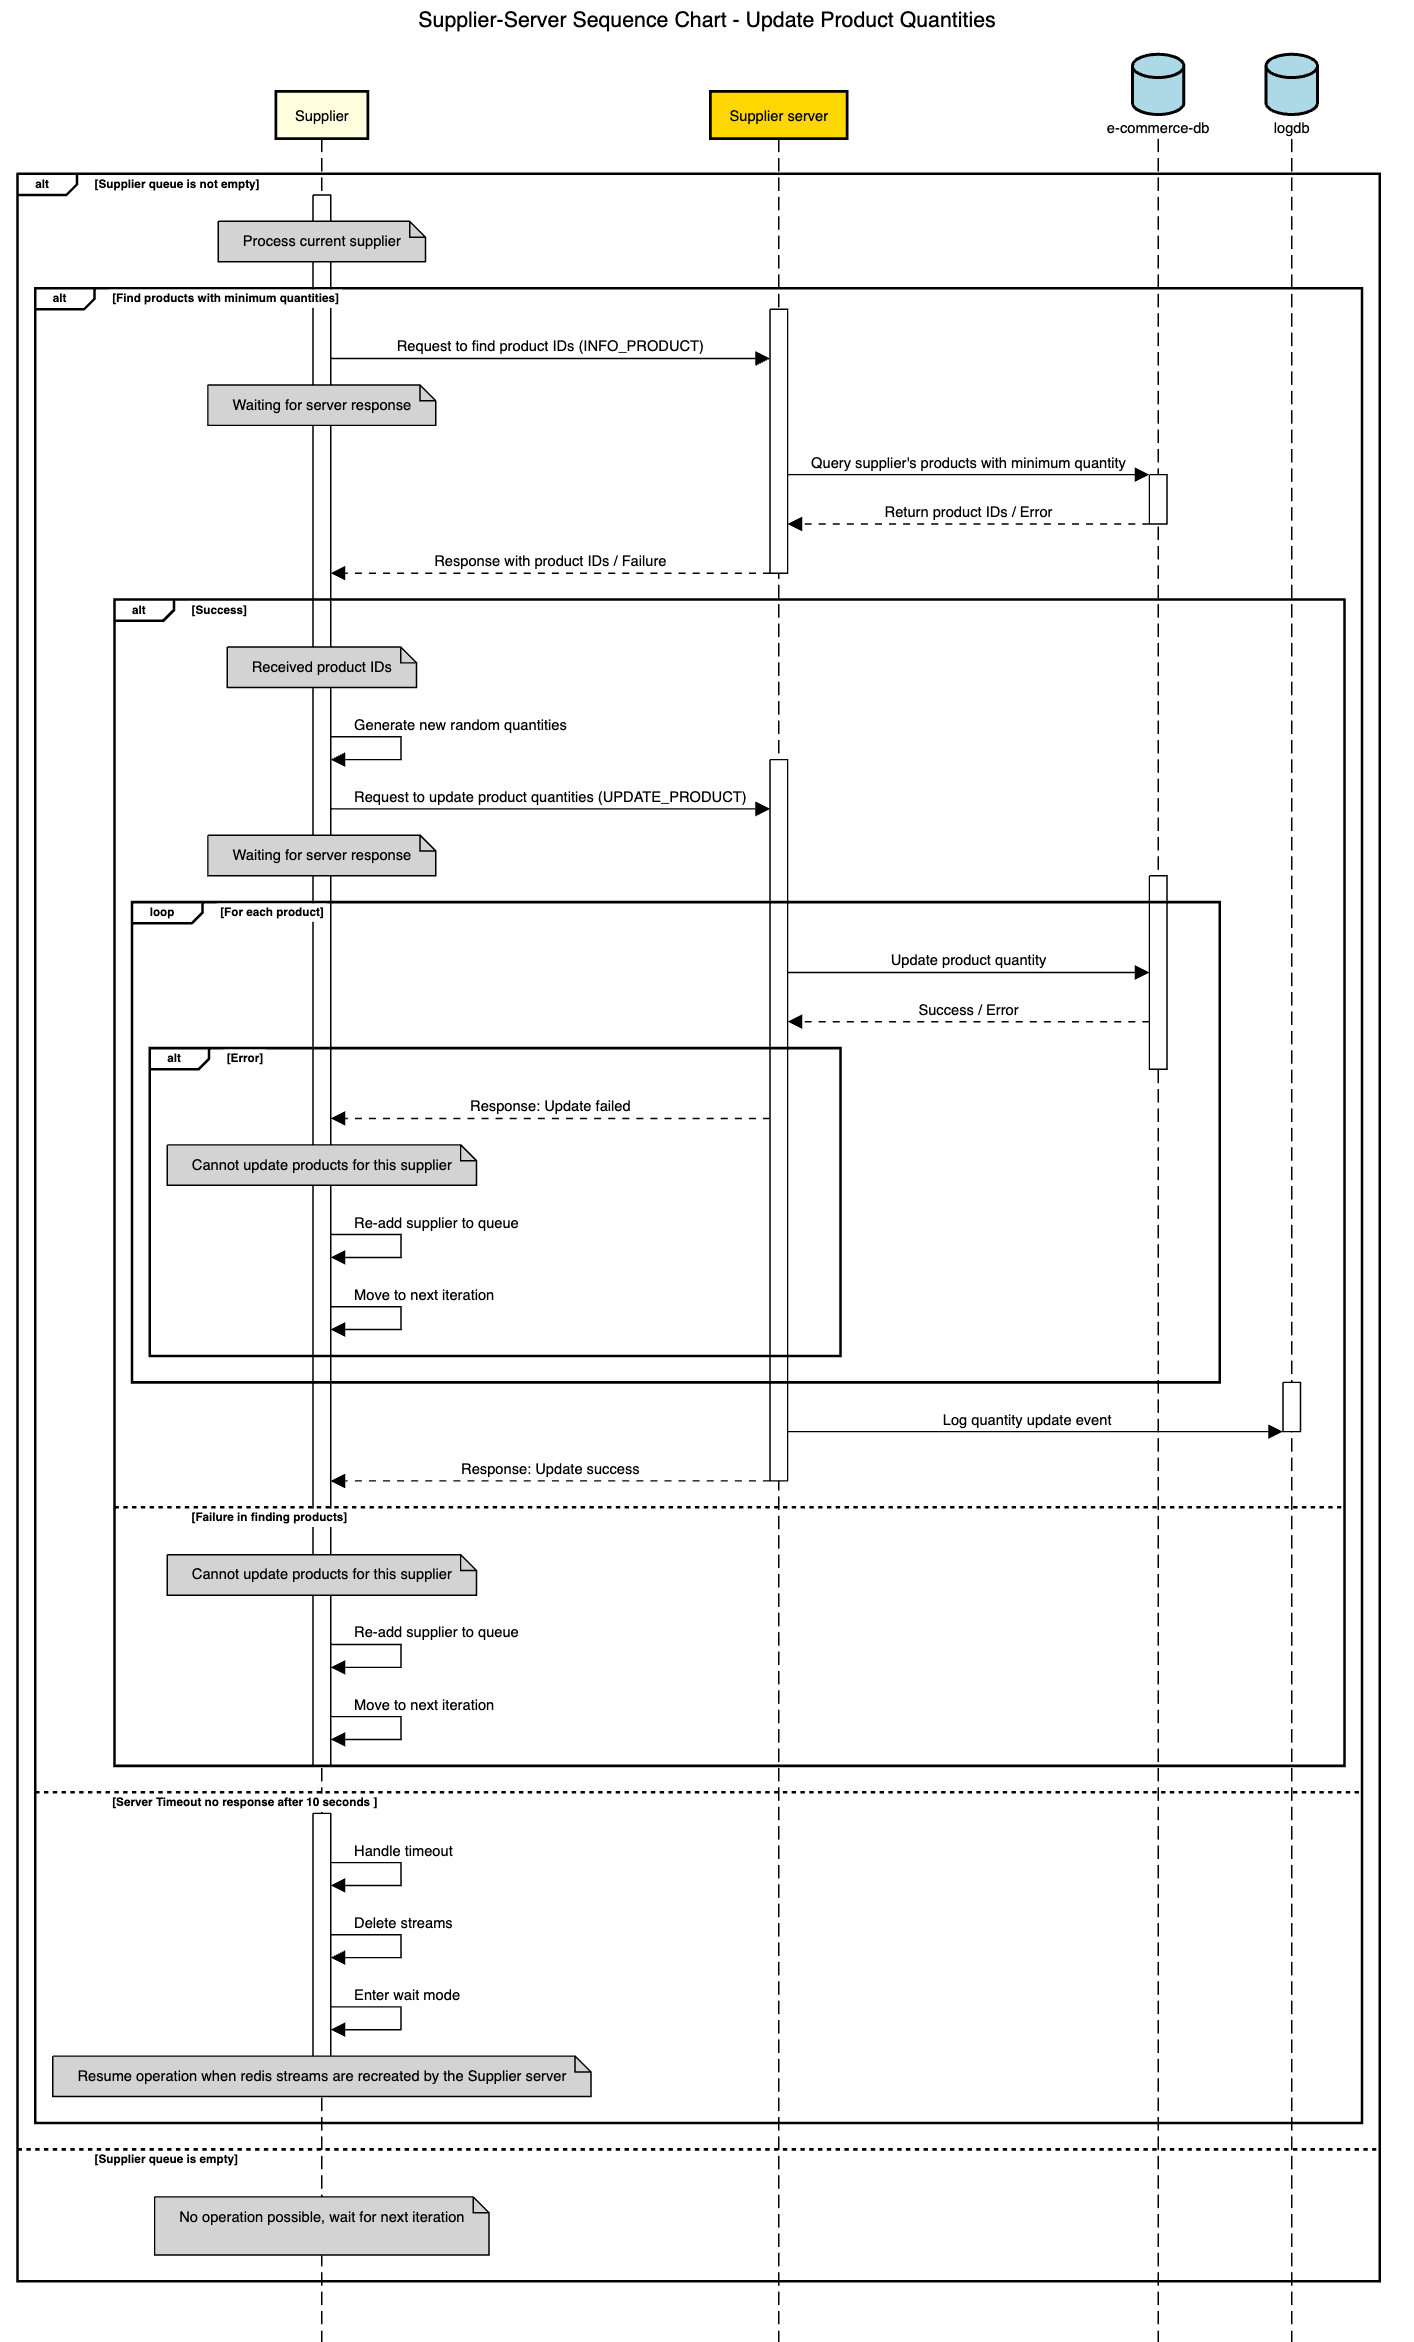 Supplier-Server Sequence Chart - Update Product Quantities
Supplier
Supplier server
e-commerce-db
logdb
alt
[Supplier queue is not empty]
Process current supplier
alt
[Find products with minimum quantities]
Request to find product IDs (INFO_PRODUCT)
Waiting for server response
Query supplier's products with minimum quantity
Return product IDs / Error
Response with product IDs / Failure
alt
[Success]
Received product IDs
Generate new random quantities
Request to update product quantities (UPDATE_PRODUCT)
Waiting for server response
loop
[For each product]
Update product quantity
Success / Error
alt
[Error]
Response: Update failed
Cannot update products for this supplier
Re-add supplier to queue
Move to next iteration
Log quantity update event
Response: Update success
[Failure in finding products]
Cannot update products for this supplier
Re-add supplier to queue
Move to next iteration
[Server Timeout no response after 10 seconds ]
Handle timeout
Delete streams
Enter wait mode
Resume operation when redis streams are recreated by the Supplier server
[Supplier queue is empty]
No operation possible, wait for next iteration